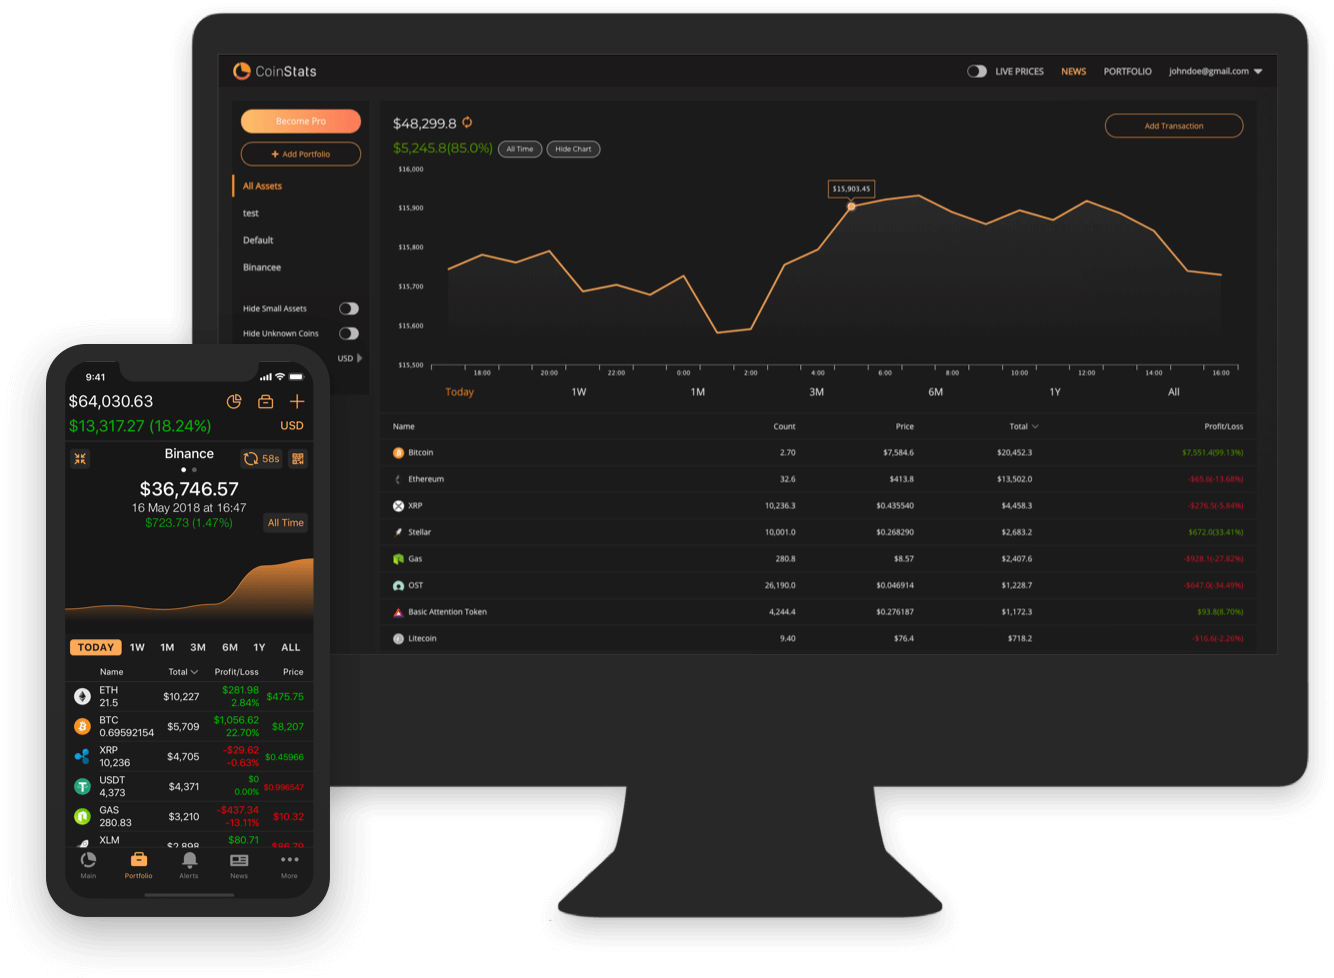 CoinStats
LIVE PRICES NEWS PORTFOLIO johndoe@gmail.com
Become Pro
+ Add Portfolio
All Assets
test
Default
Binancee
Hide Small Assets
Hide Unknown Coins
USD
$48,299.8
Add Transaction
$5,245.8(85.0%) All Time Hide Chart
$16,000
$15,900
$15,800
$15,700
$15,600
$15,500
$15,903.45
18:00 20:00 22:00 0:00 2:00 4:00 6:00 8:00 10:00 12:00 14:00 16:00
Today 1W 1M 3M 6M 1Y All
Name Count Price Total Profit/Loss
Bitcoin 2.70 $7,584.6 $20,452.3 $7,551.4(99.13%)
Ethereum 32.6 $413.8 $13,502.0 -$65.6(-13.68%)
XRP 10,236.3 $0.435540 $4,458.3 -$276.5(-5.84%)
Stellar 10,001.0 $0.268290 $2,683.2 $672.0(33.41%)
Gas 280.8 $8.57 $2,407.6 -$928.1(-27.82%)
OST 26,190.0 $0.046914 $1,228.7 -$647.0(-34.49%)
Basic Attention Token 4,244.4 $0.276187 $1,172.3 $93.8(8.70%)
Litecoin 9.40 $76.4 $718.2 -$16.6(-2.26%)
9:41
$64,030.63
$13,317.27 (18.24%) USD
Binance 58s
$36,746.57
16 May 2018 at 16:47
$723.73 (1.47%) All Time
TODAY 1W 1M 3M 6M 1Y ALL
Name Total Profit/Loss Price
ETH $281.98
21.5 $10,227 2.84% $475.75
BTC $1,056.62
0.69592154 $5,709 22.70% $8,207
XRP -$29.62
10,236 $4,705 -0.63% $0.45966
USDT $0
4,373 $4,371 0.00% $0.996547
GAS -$437.34
280.83 $3,210 -13.11% $10.32
XLM $80.71
$2,898
Main Portfolio Alerts News More